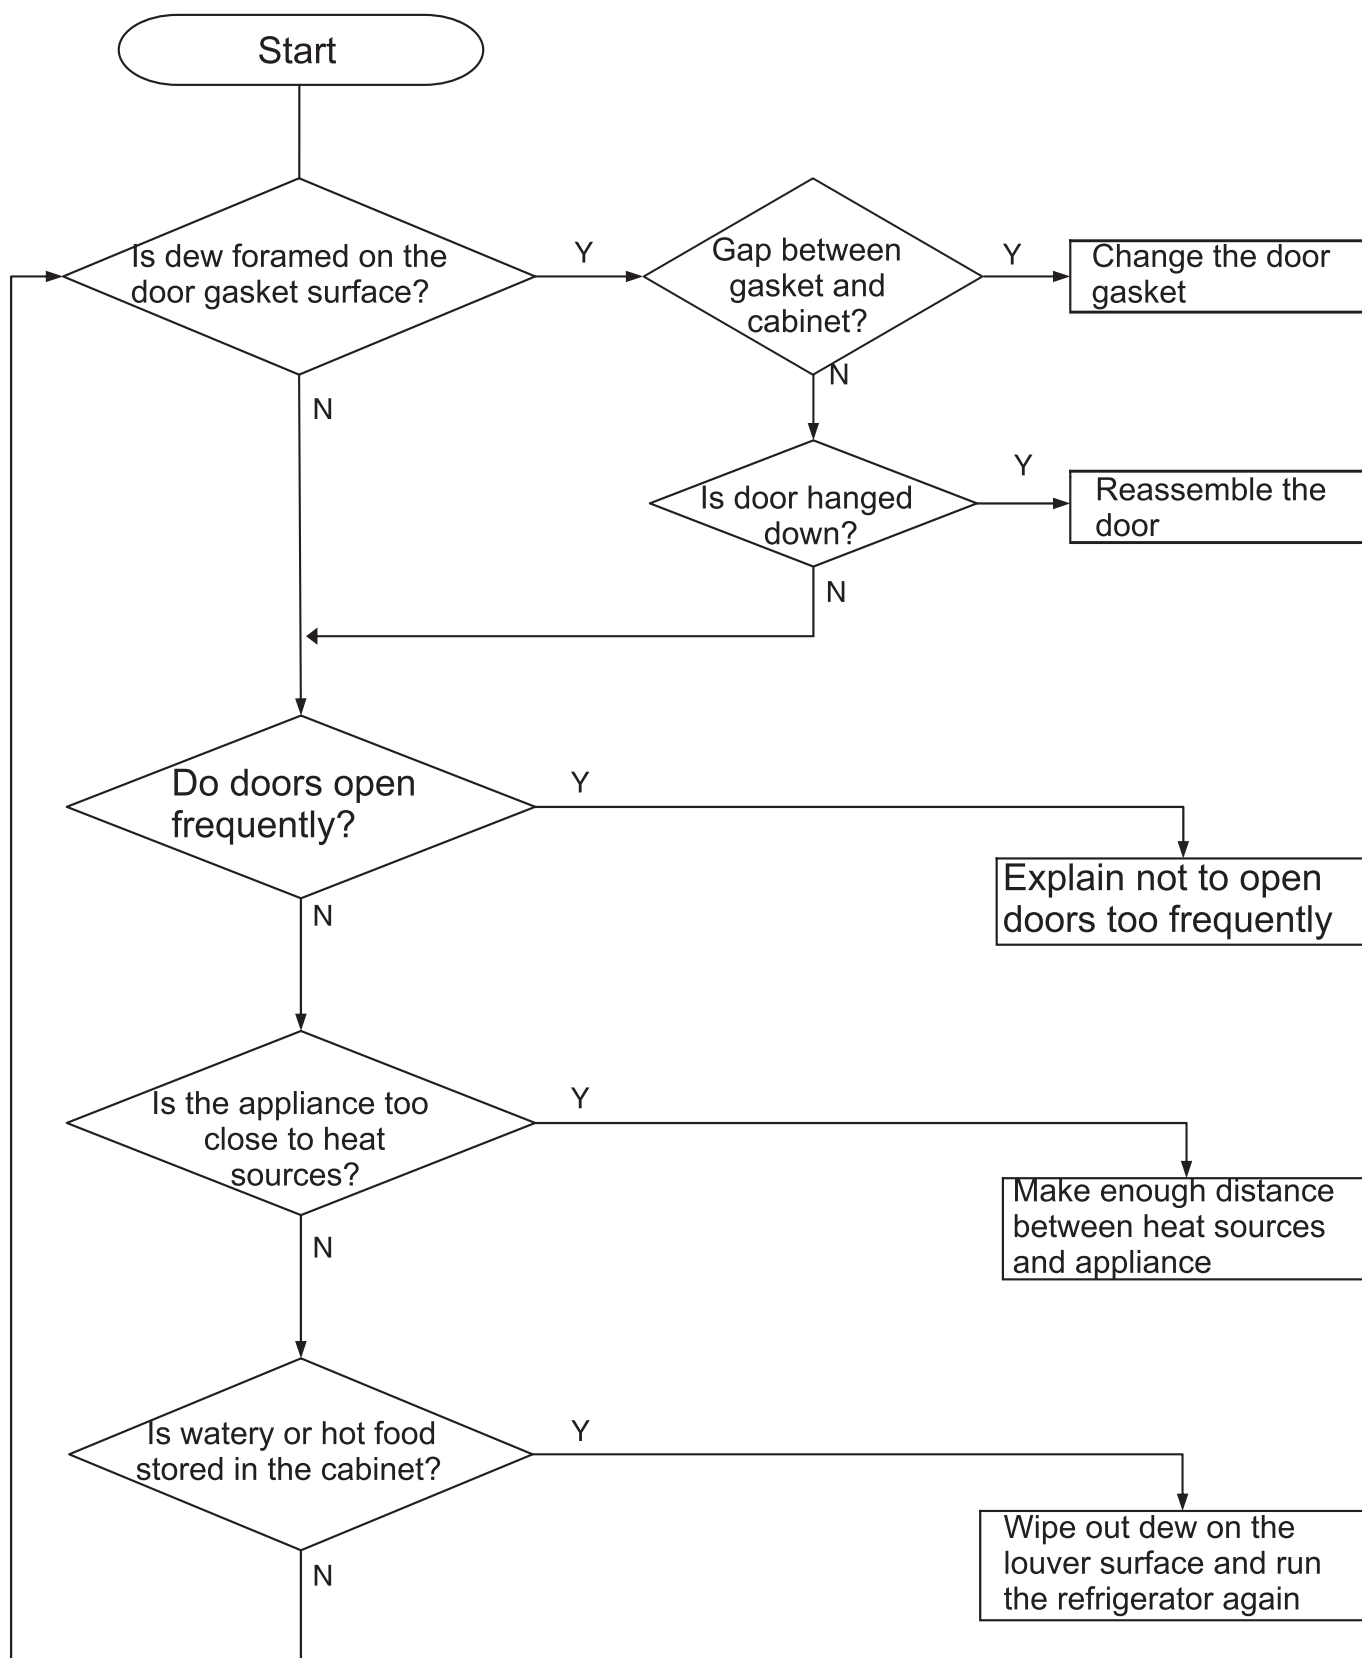 Start
Is dew foramed on the
door gasket surface?
Y
Gap between
gasket and
cabinet?
Y
Change the door
gasket
N
N
Is door hanged
down?
Y
Reassemble the
door
N
Do doors open
frequently?
Y
Explain not to open
doors too frequently
N
Is the appliance too
close to heat
sources?
Y
Make enough distance
between heat sources
and appliance
N
Is watery or hot food
stored in the cabinet?
Y
Wipe out dew on the
louver surface and run
the refrigerator again
N